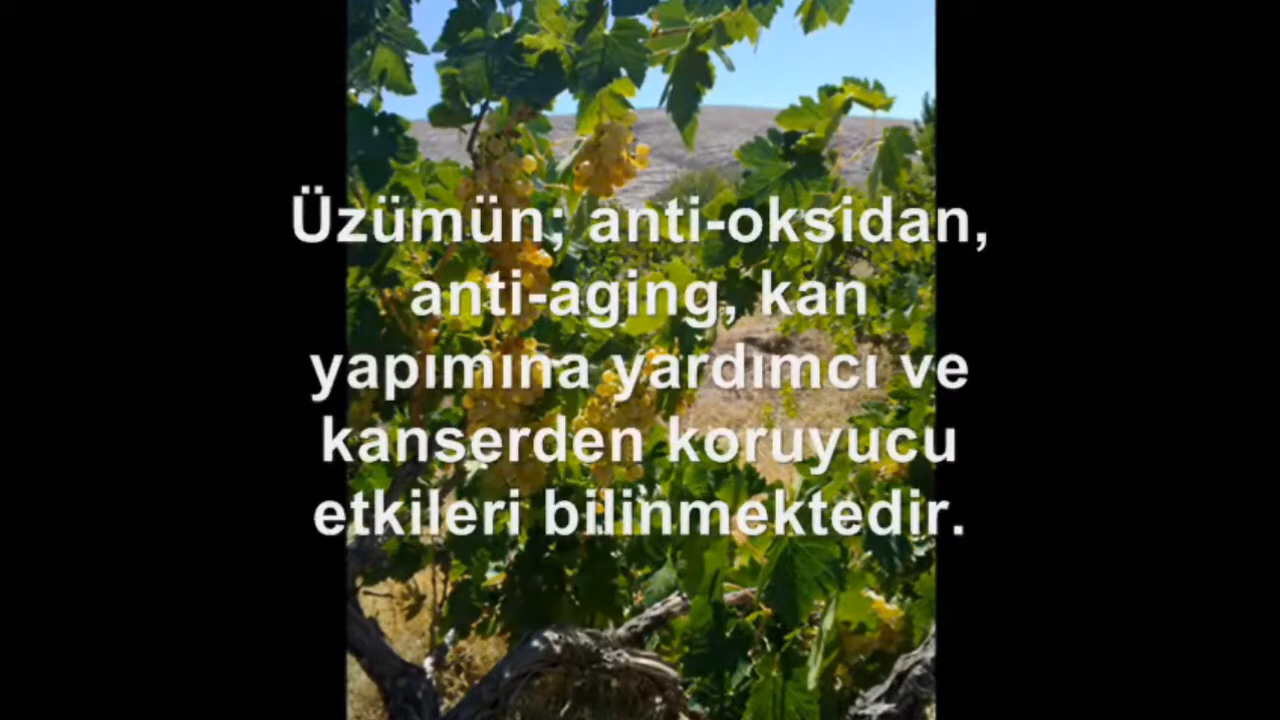 Üzümün; anti-oksidan,
anti-aging, kan
yapımına yardımcı ve
kanserden koruyucu
etkileri bilinmektedir.